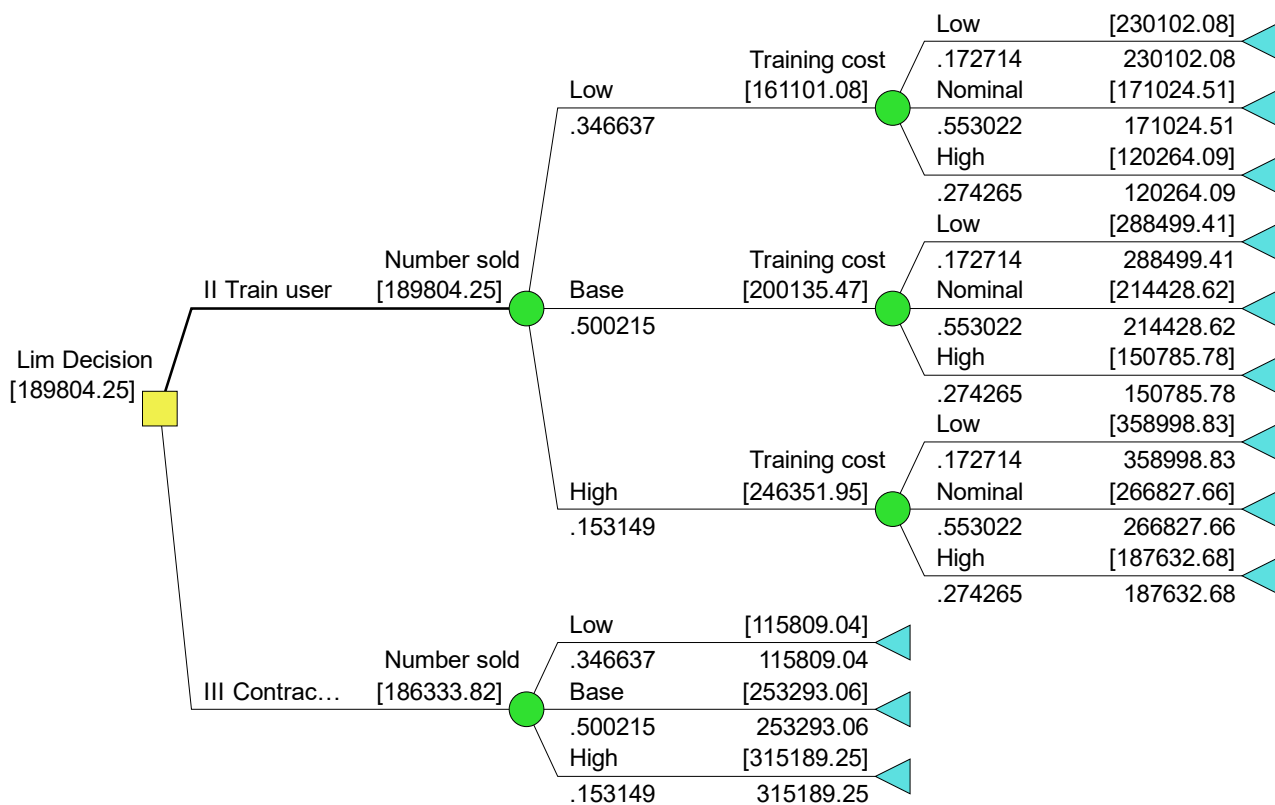 Lim Decision
[189804.25]
II Train user
Number sold
[189804.25]
Low
.346637
Training cost
[161101.08]
Low [230102.08]
.172714 230102.08
Nominal [171024.51]
.553022 171024.51
High [120264.09]
.274265 120264.09
Base
.500215
Training cost
[200135.47]
Low [288499.41]
.172714 288499.41
Nominal [214428.62]
.553022 214428.62
High [150785.78]
.274265 150785.78
High
.153149
Training cost
[246351.95]
Low [358998.83]
.172714 358998.83
Nominal [266827.66]
.553022 266827.66
High [187632.68]
.274265 187632.68
III Contrac…
Number sold
[186333.82]
Low [115809.04]
.346637 115809.04
Base [253293.06]
.500215 253293.06
High [315189.25]
.153149 315189.25